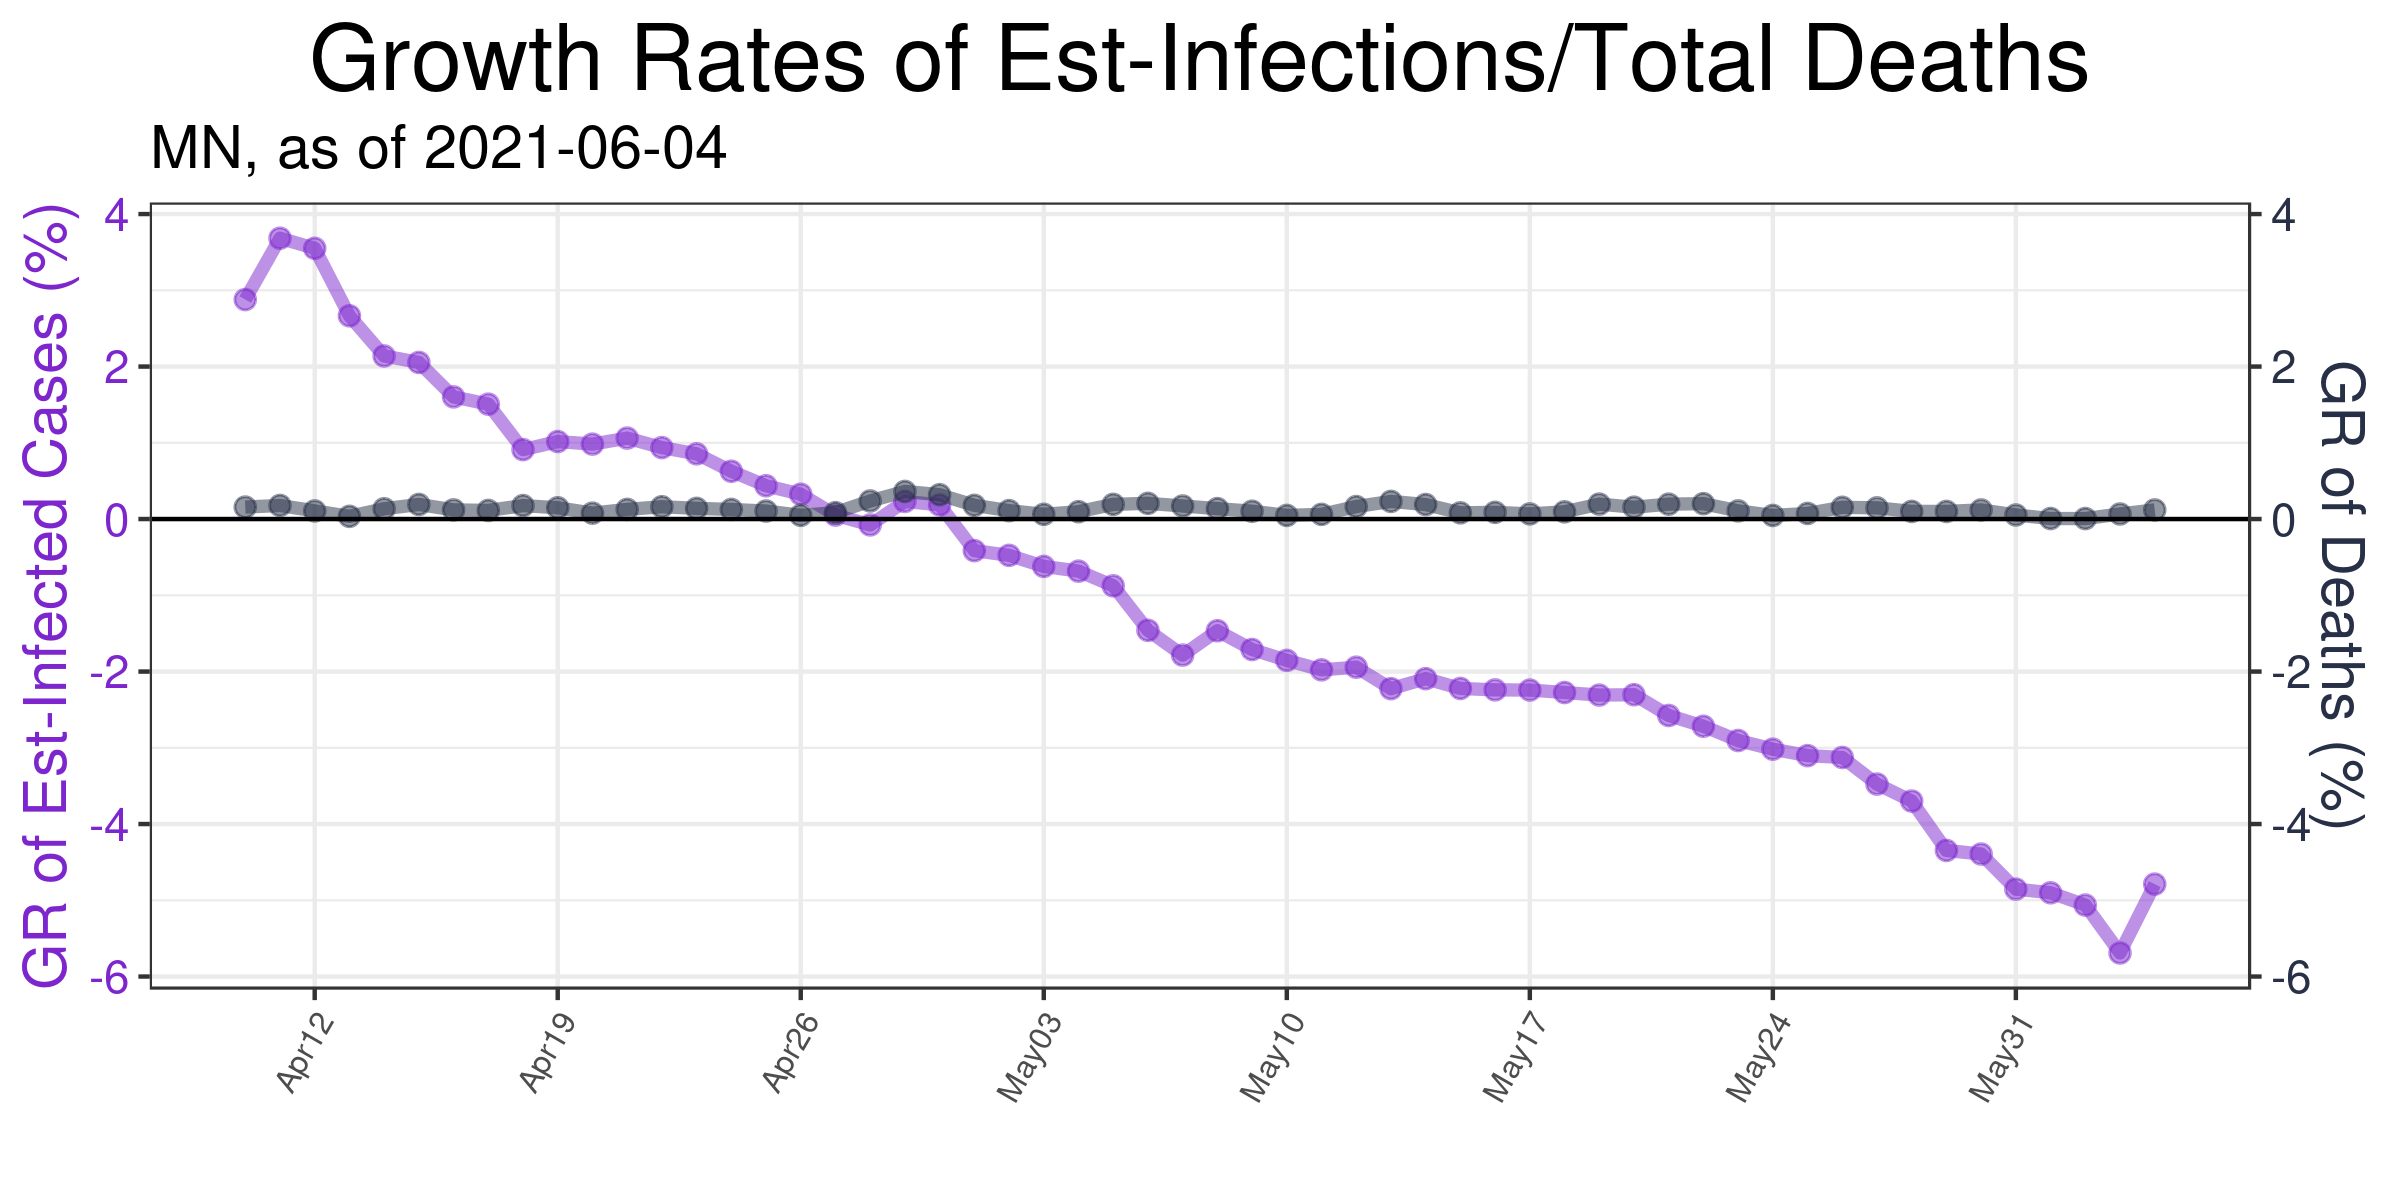 Growth Rates of Est-Infections/Total Deaths
MN, as of 2021-06-04
GR of Est-Infected Cases (%)
4
2
0
-2
-4
-6
4
2
0
-2
-4
-6
GR of Deaths (%)
Apr12
Apr19
Apr26
May03
May10
May17
May24
May31